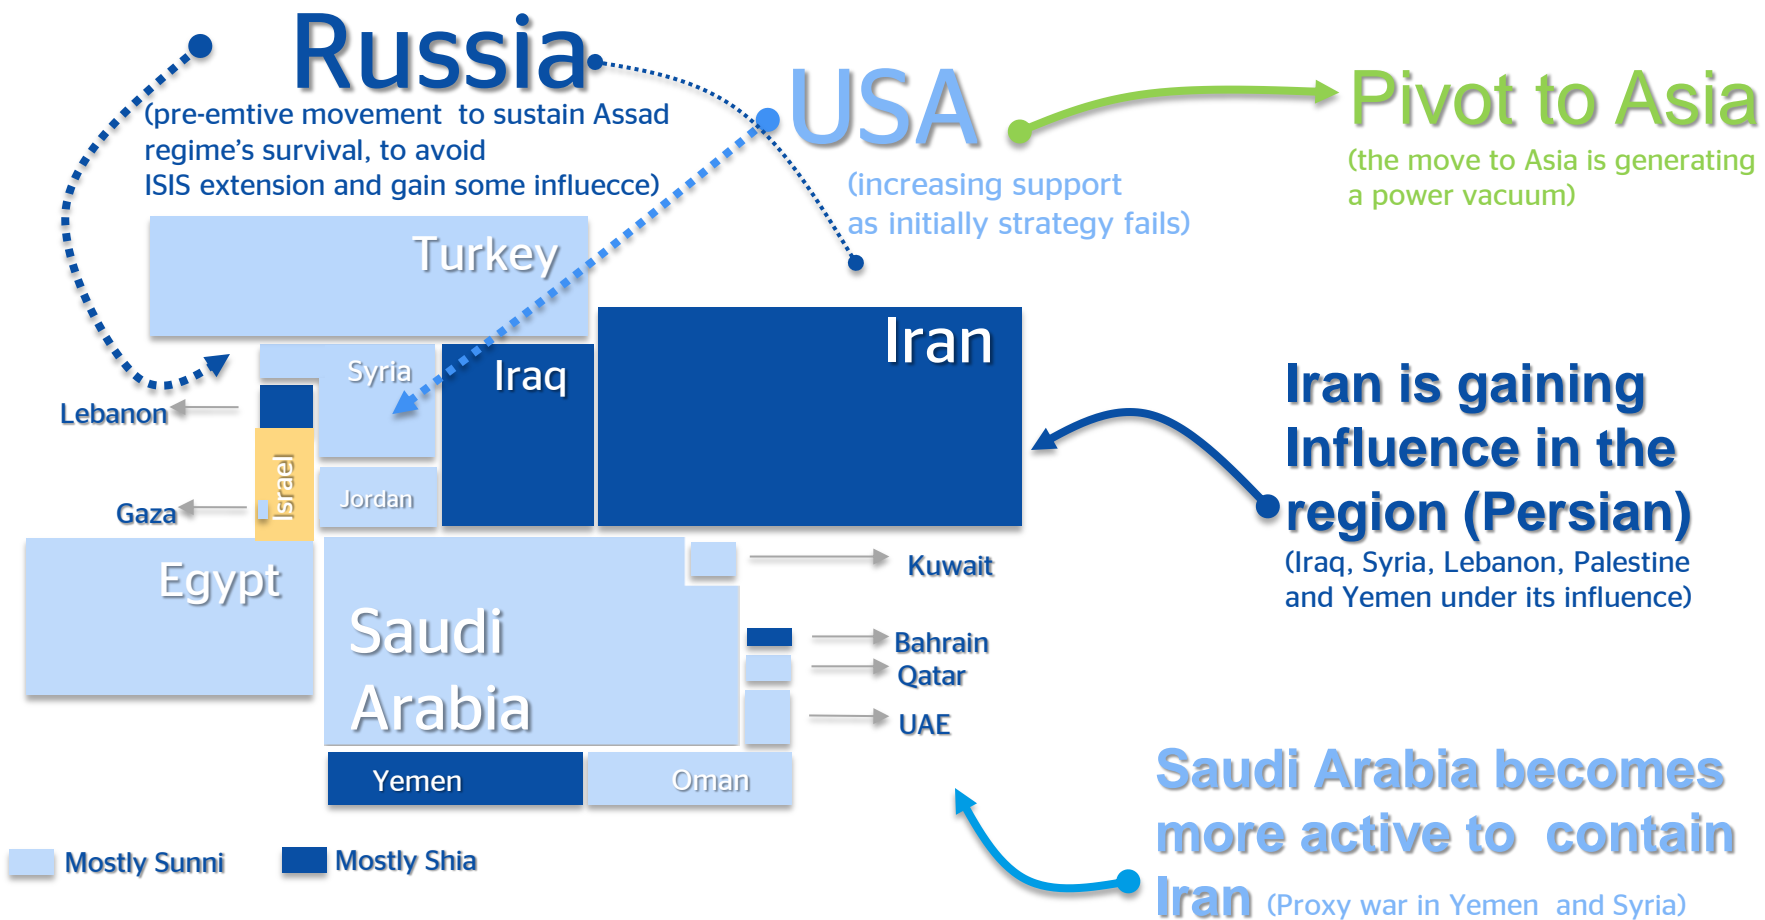 Russia
(pre-emtive movement to sustain Assad
regime's survival, to avoid
ISIS extension and gain some influecce)
USA
(increasing support
as initially strategy fails)
Pivot to Asia
(the move to Asia is generating
a power vacuum)
Turkey
Iran
Syria
Iraq
Lebanon
Israel
Jordan
Gaza
Iran is gaining
Influence in the
region (Persian)
(Iraq, Syria, Lebanon, Palestine
and Yemen under its influence)
Egypt
Saudi
Arabia
Kuwait
Bahrain
Qatar
UAE
Yemen
Oman
Saudi Arabia becomes
more active to contain
Iran (Proxy war in Yemen and Syria)
Mostly Sunni
Mostly Shia